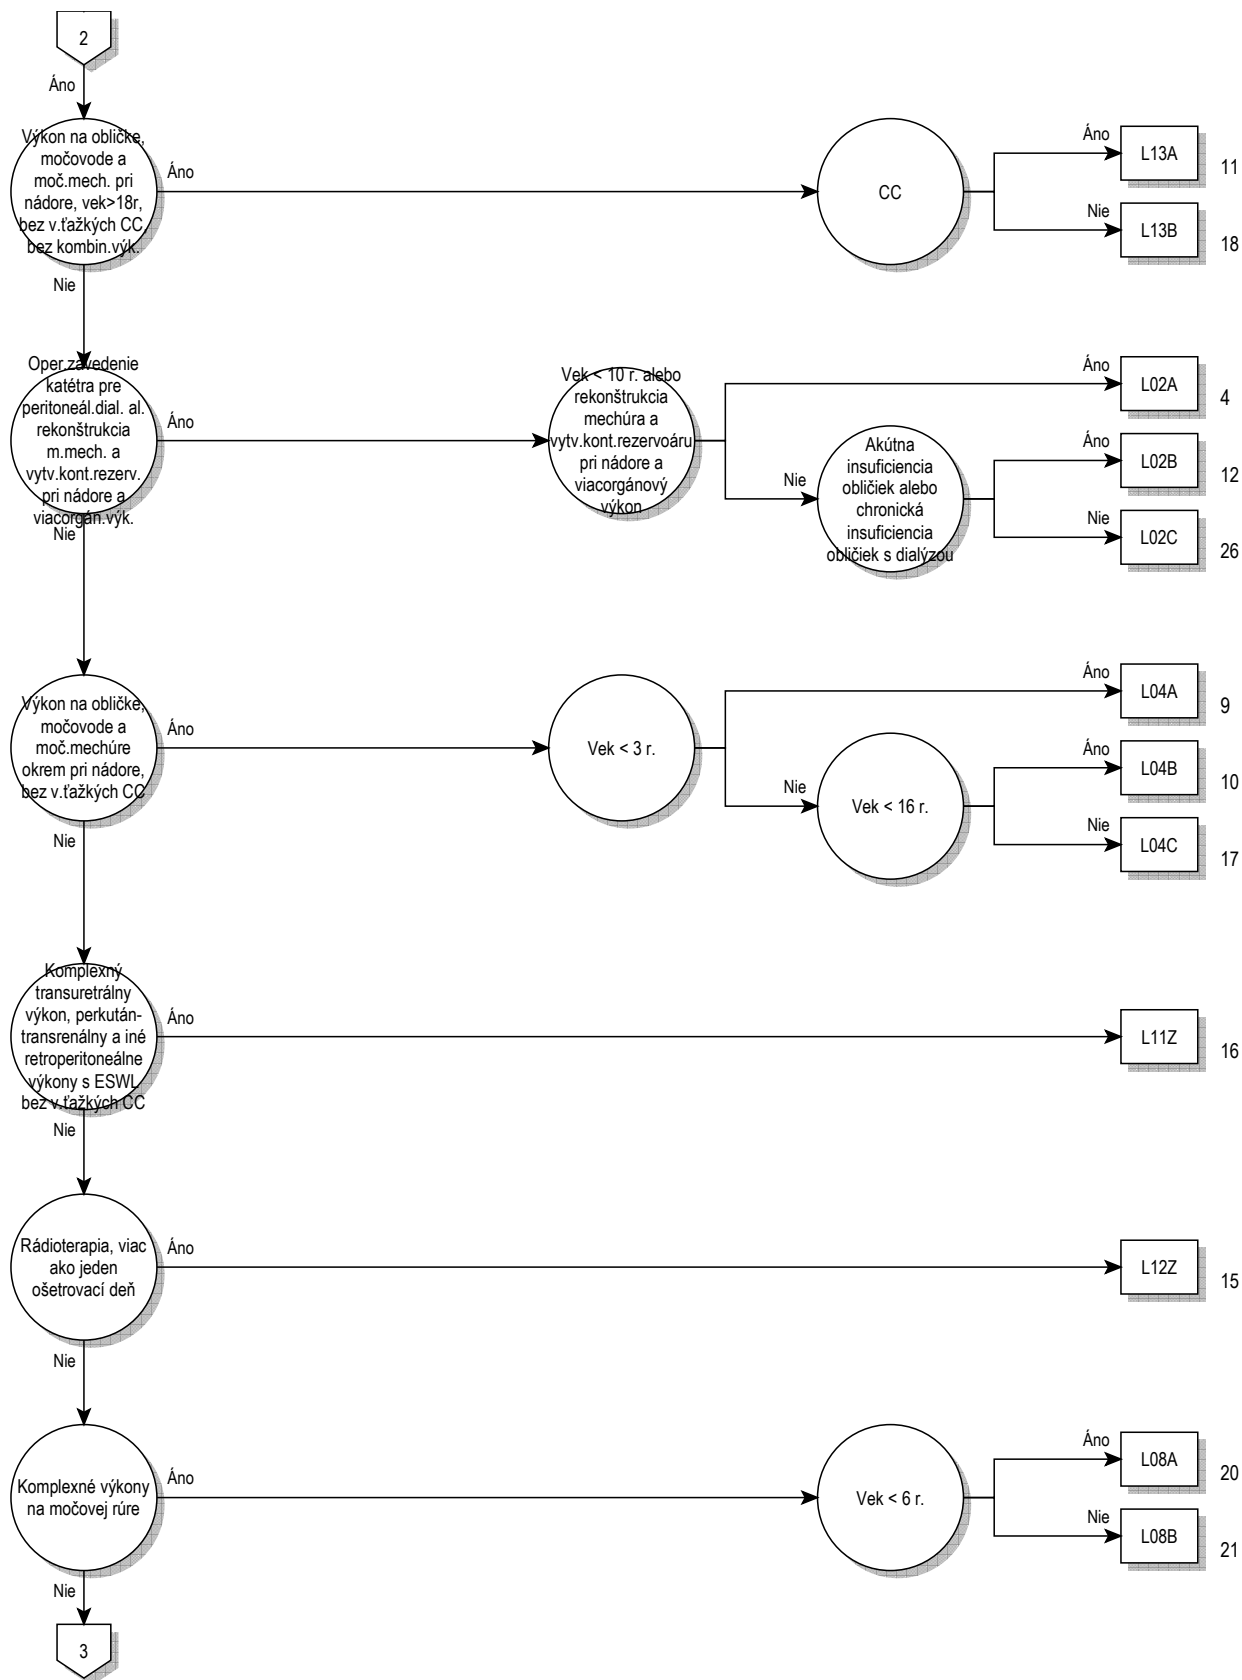 2
Áno
Výkon na obličke,
močovode a
moč.mech. pri
nádore, vek>18r,
bez v.ťažkých CC,
bez kombin.výk.
Áno
CC
Áno
L13A
11
Nie
L13B
18
Nie
Oper.zavedenie
katétra pre
peritoneál.dial. al.
rekonštrukcia
m.mech. a
vytv.kont.rezerv.
pri nádore a
viacorgán.výk.
Áno
Vek < 10 r. alebo
rekonštrukcia
mechúra a
vytv.kont.rezervoáru
pri nádore a
viacorgánový
výkon
Áno
L02A
4
Nie
Akútna
insuficiencia
obličiek alebo
chronická
insuficiencia
obličiek s dialýzou
Áno
L02B
12
Nie
L02C
26
Nie
Výkon na obličke,
močovode a
moč.mechúre
okrem pri nádore,
bez v.ťažkých CC
Áno
Vek < 3 r.
Áno
L04A
9
Nie
Vek < 16 r.
Áno
L04B
10
Nie
L04C
17
Nie
Komplexný
transuretrálny
výkon, perkután-
transrenálny a iné
retroperitoneálne
výkony s ESWL
bez v.ťažkých CC
Áno
L11Z
16
Nie
Rádioterapia, viac
ako jeden
ošetrovací deň
Áno
L12Z
15
Nie
Komplexné výkony
na močovej rúre
Áno
Vek < 6 r.
Áno
L08A
20
Nie
L08B
21
Nie
3